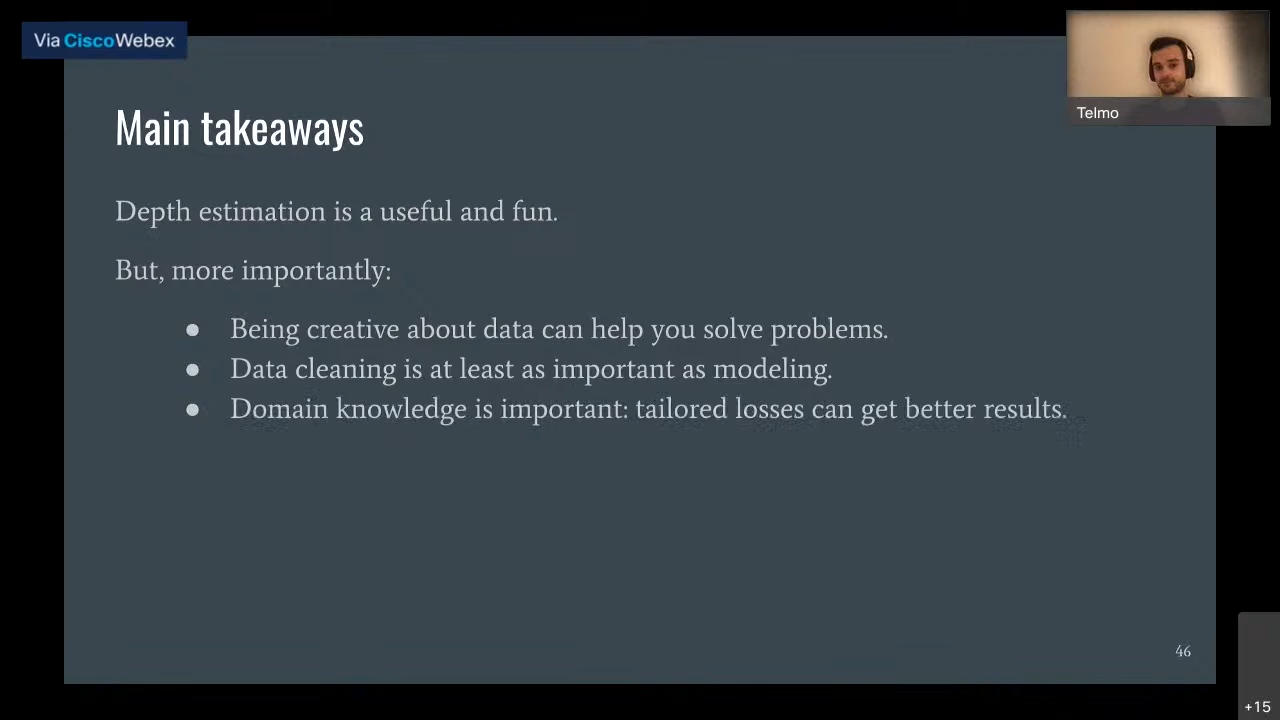 Via CiscoWebex
Telmo
Main takeaways
Depth estimation is a useful and fun.
But, more importantly:
● Being creative about data can help you solve problems.
● Data cleaning is at least as important as modeling.
● Domain knowledge is important: tailored losses can get better results.
46
+15